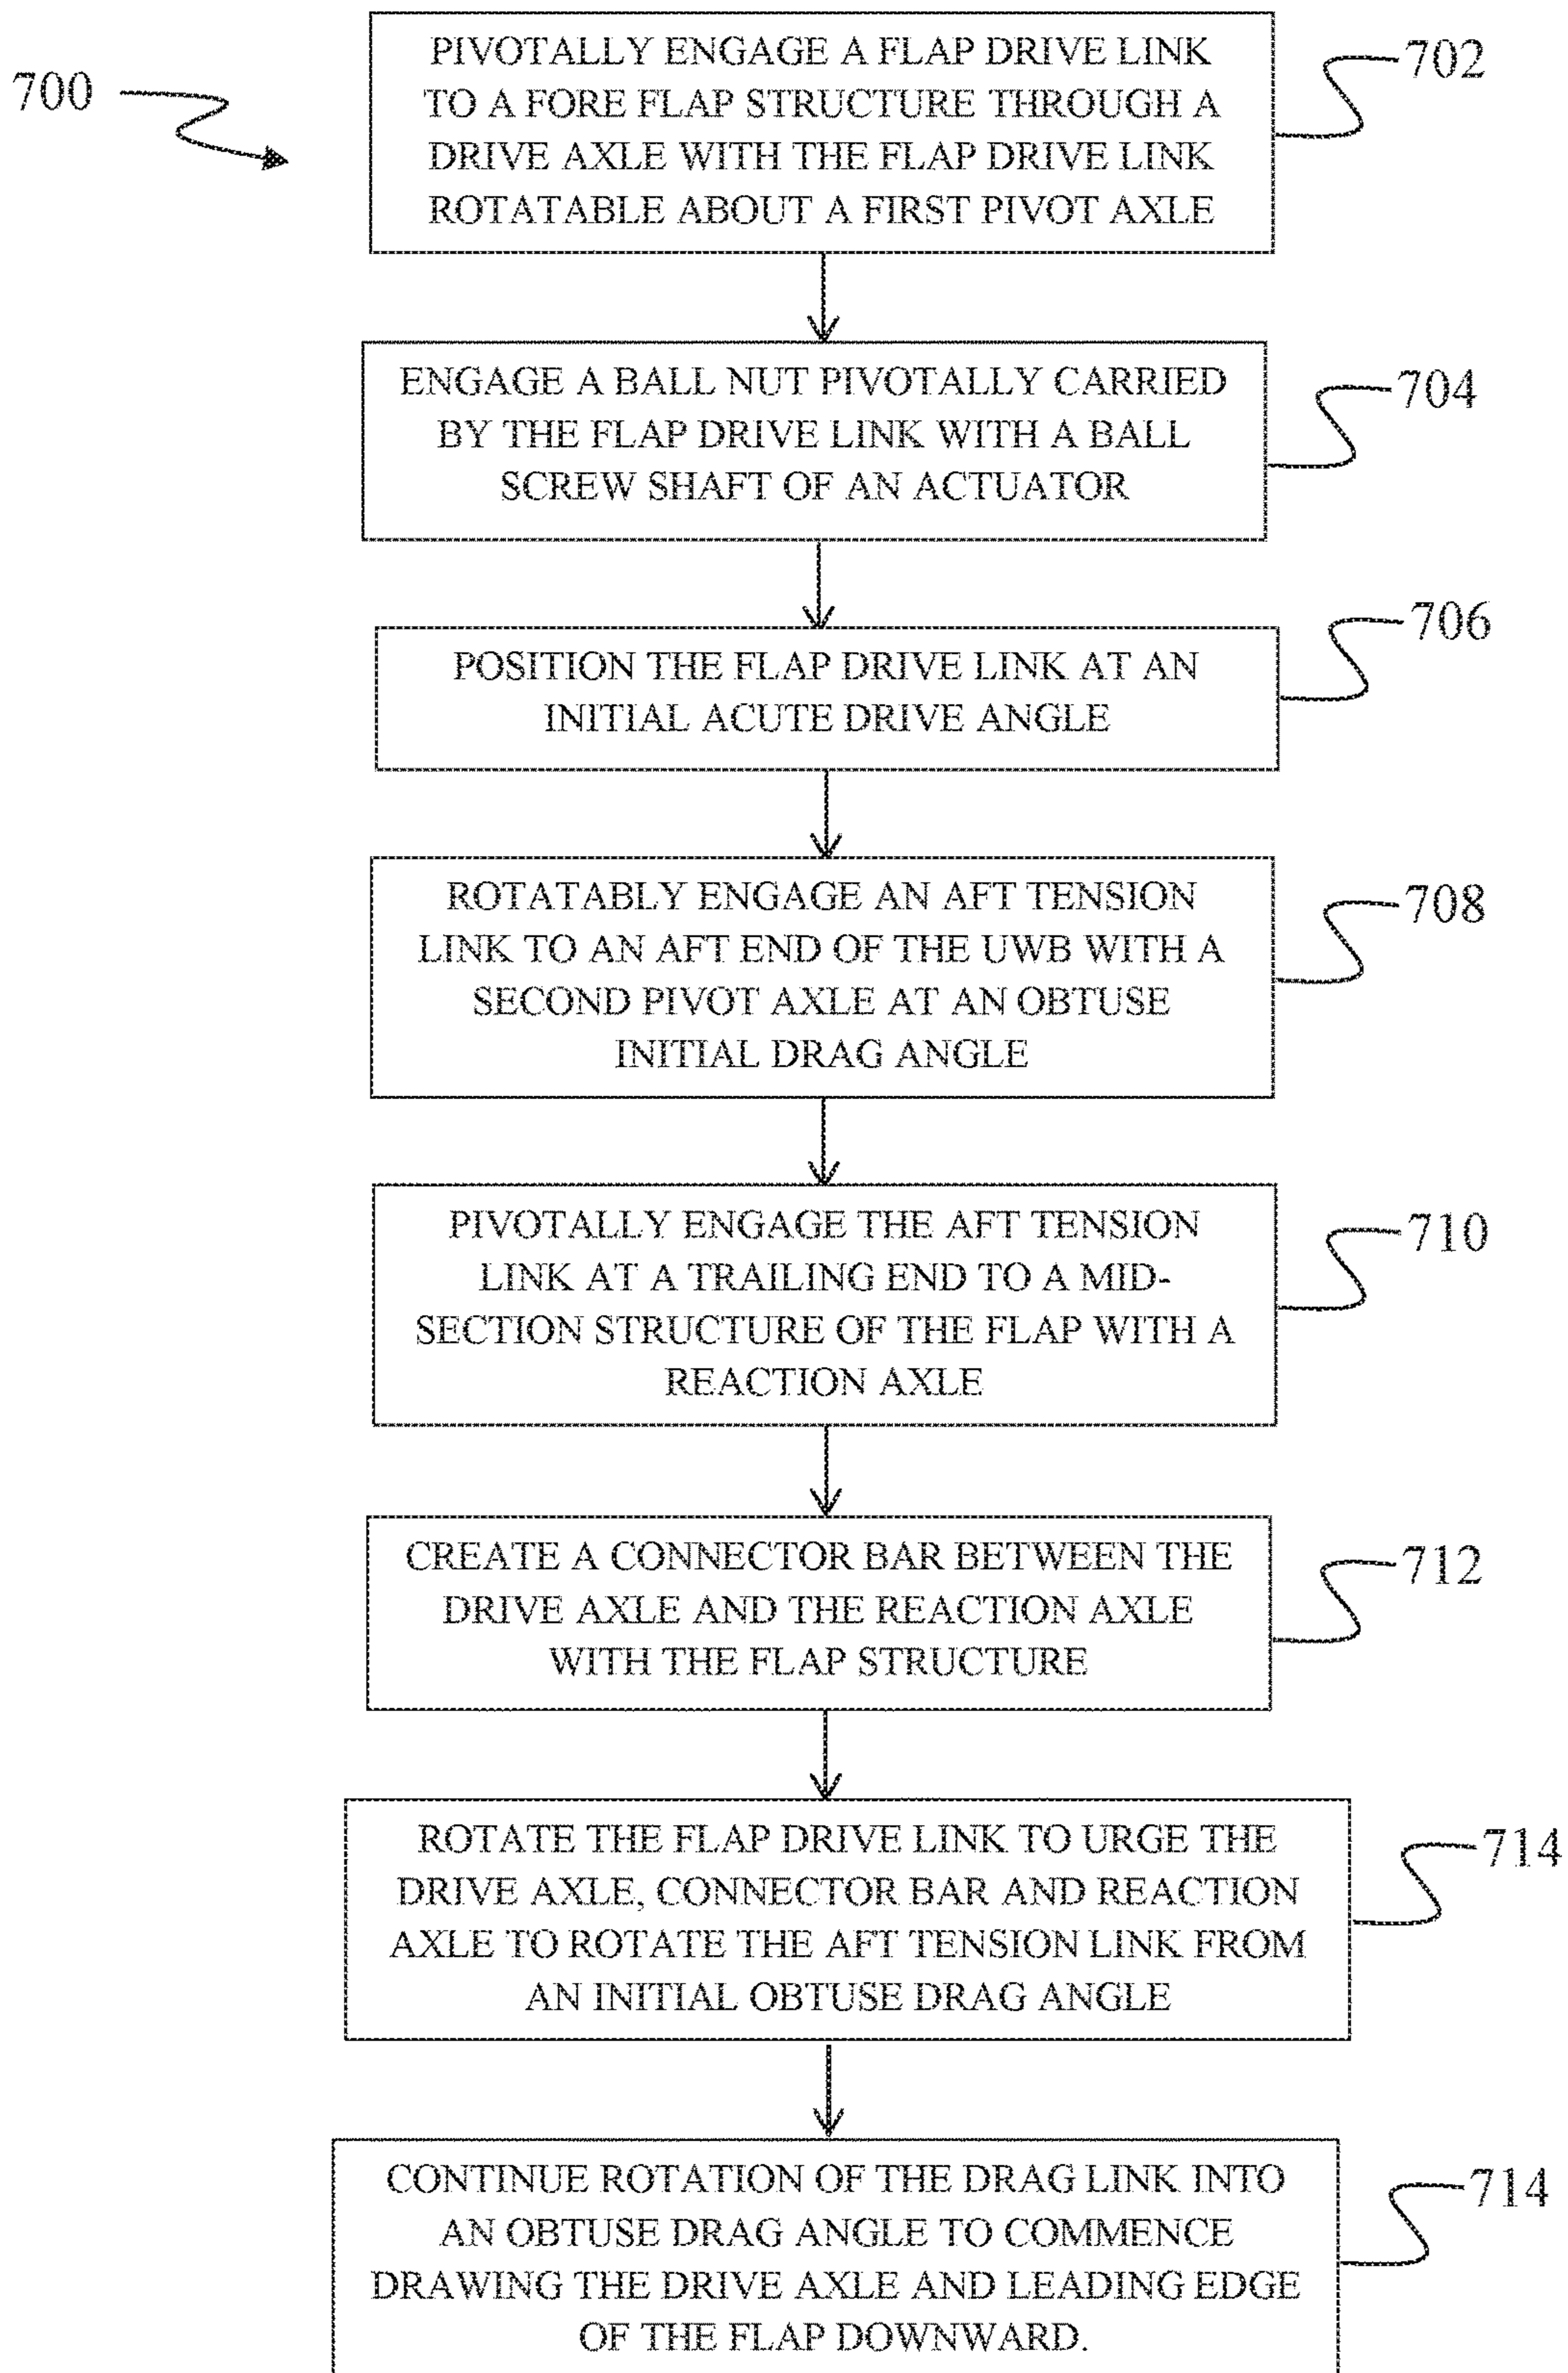 700
PIVOTALLY ENGAGE A FLAP DRIVE LINK
TO A FORE FLAP STRUCTURE THROUGH A
DRIVE AXLE WITH THE FLAP DRIVE LINK
ROTATABLE ABOUT A FIRST PIVOT AXLE
702
ENGAGE A BALL NUT PIVOTALLY CARRIED
BY THE FLAP DRIVE LINK WITH A BALL
SCREW SHAFT OF AN ACTUATOR
704
POSITION THE FLAP DRIVE LINK AT AN
INITIAL ACUTE DRIVE ANGLE
706
ROTATABLY ENGAGE AN AFT TENSION
LINK TO AN AFT END OF THE UWB WITH A
SECOND PIVOT AXLE AT AN OBTUSE
INITIAL DRAG ANGLE
708
PIVOTALLY ENGAGE THE AFT TENSION
LINK AT A TRAILING END TO A MID-
SECTION STRUCTURE OF THE FLAP WITH A
REACTION AXLE
710
CREATE A CONNECTOR BAR BETWEEN THE
DRIVE AXLE AND THE REACTION AXLE
WITH THE FLAP STRUCTURE
712
ROTATE THE FLAP DRIVE LINK TO URGE THE
DRIVE AXLE, CONNECTOR BAR AND REACTION
AXLE TO ROTATE THE AFT TENSION LINK FROM
AN INITIAL OBTUSE DRAG ANGLE
714
CONTINUE ROTATION OF THE DRAG LINK INTO
AN OBTUSE DRAG ANGLE TO COMMENCE
DRAWING THE DRIVE AXLE AND LEADING EDGE
OF THE FLAP DOWNWARD.
714